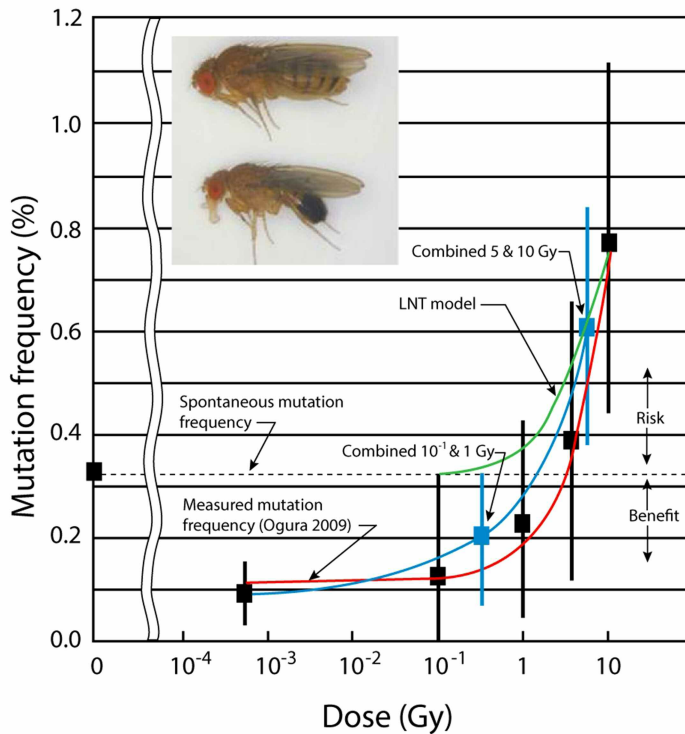 1.2
1.0
0.8
0.6
0.4
0.2
0.0
Mutation frequency (%)
Combined 5 & 10 Gy
LNT model
Spontaneous mutation
frequency
Combined 10⁻¹ & 1 Gy
Risk
Measured mutation
frequency (Ogura 2009)
Benefit
0
10⁻⁴
10⁻³
10⁻²
10⁻¹
1
10
Dose (Gy)